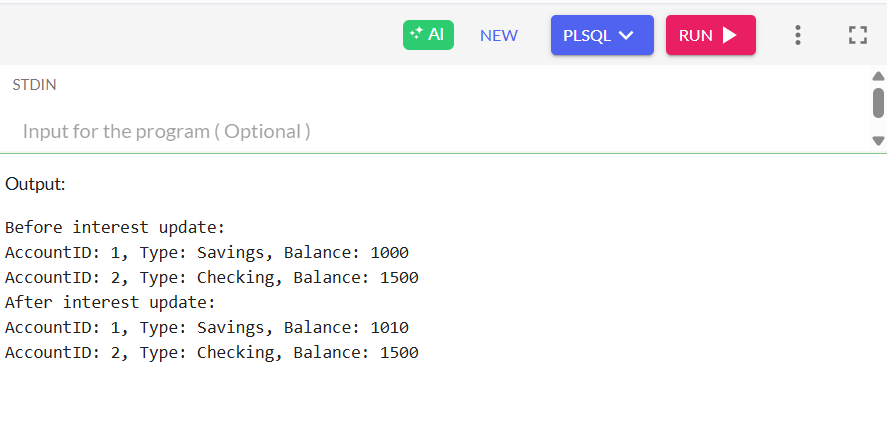 AI NEW PLSQL RUN
STDIN
Input for the program ( Optional )
Output:
Before interest update:
AccountID: 1, Type: Savings, Balance: 1000
AccountID: 2, Type: Checking, Balance: 1500
After interest update:
AccountID: 1, Type: Savings, Balance: 1010
AccountID: 2, Type: Checking, Balance: 1500